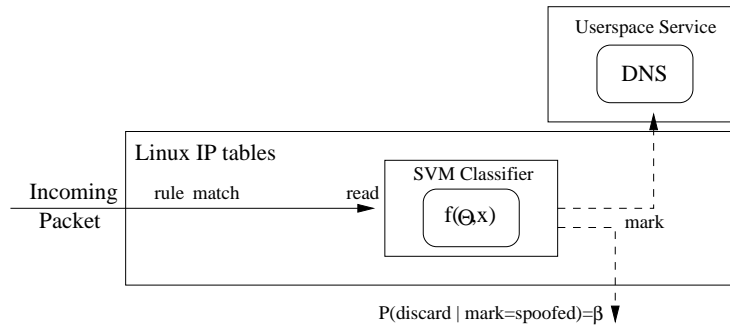 Userspace Service
DNS
Linux IP tables
SVM Classifier
Incoming
Packet
rule match
read
f(Θ,x)
mark
P(discard | mark=spoofed)=β